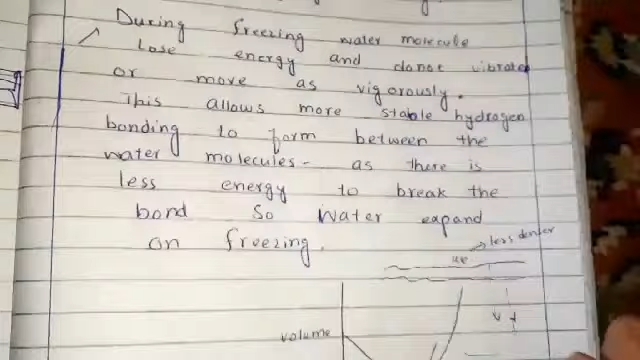 During freezing water molecule
lose energy and donot vibrate
or move as vigorously.
This allows more stable hydrogen
bonding to form between the
water molecules- as there is
less energy to break the
bond so water expand
on freezing.
less denser
ice
volume